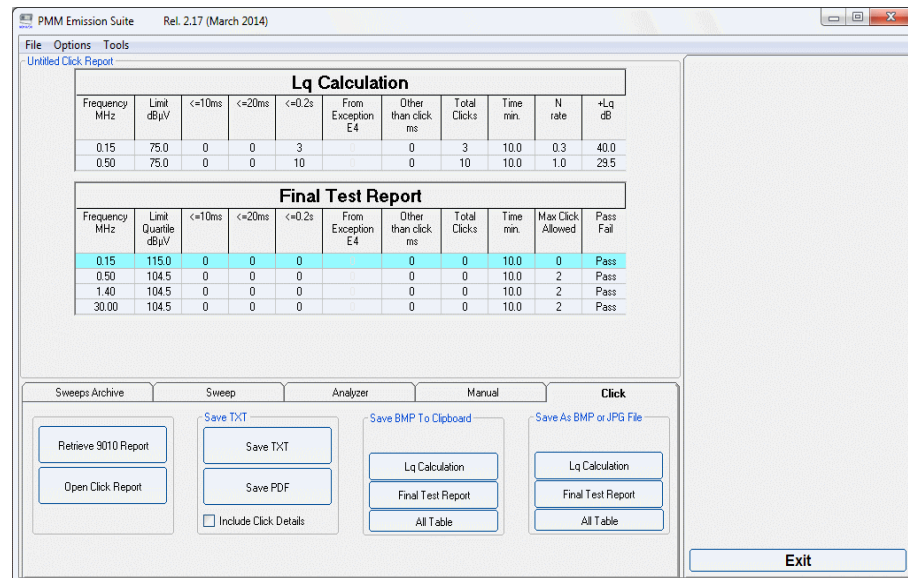 PMM Emission Suite Rel. 2.17 (March 2014)
File Options Tools
Untitled Click Report
Lq Calculation
Frequency MHz Limit dBµV <=10ms <=20ms <=0.2s From Exception E4 Other than click ms Total Clicks Time min. N rate +Lq dB
0.15 75.0 0 0 3 0 0 3 10.0 0.3 40.0
0.50 75.0 0 0 10 0 0 10 10.0 1.0 29.5
Final Test Report
Frequency MHz Limit Quartile dBµV <=10ms <=20ms <=0.2s From Exception E4 Other than click ms Total Clicks Time min. Max Click Allowed Pass Fail
0.15 115.0 0 0 0 0 0 0 10.0 0 Pass
0.50 104.5 0 0 0 0 0 0 10.0 2 Pass
1.40 104.5 0 0 0 0 0 0 10.0 2 Pass
30.00 104.5 0 0 0 0 0 0 10.0 2 Pass
Sweeps Archive Sweep Analyzer Manual Click
Save TXT Save BMP To Clipboard Save As BMP or JPG File
Retrieve 9010 Report Save TXT Lq Calculation Lq Calculation
Open Click Report Save PDF Final Test Report Final Test Report
Include Click Details All Table All Table
Exit